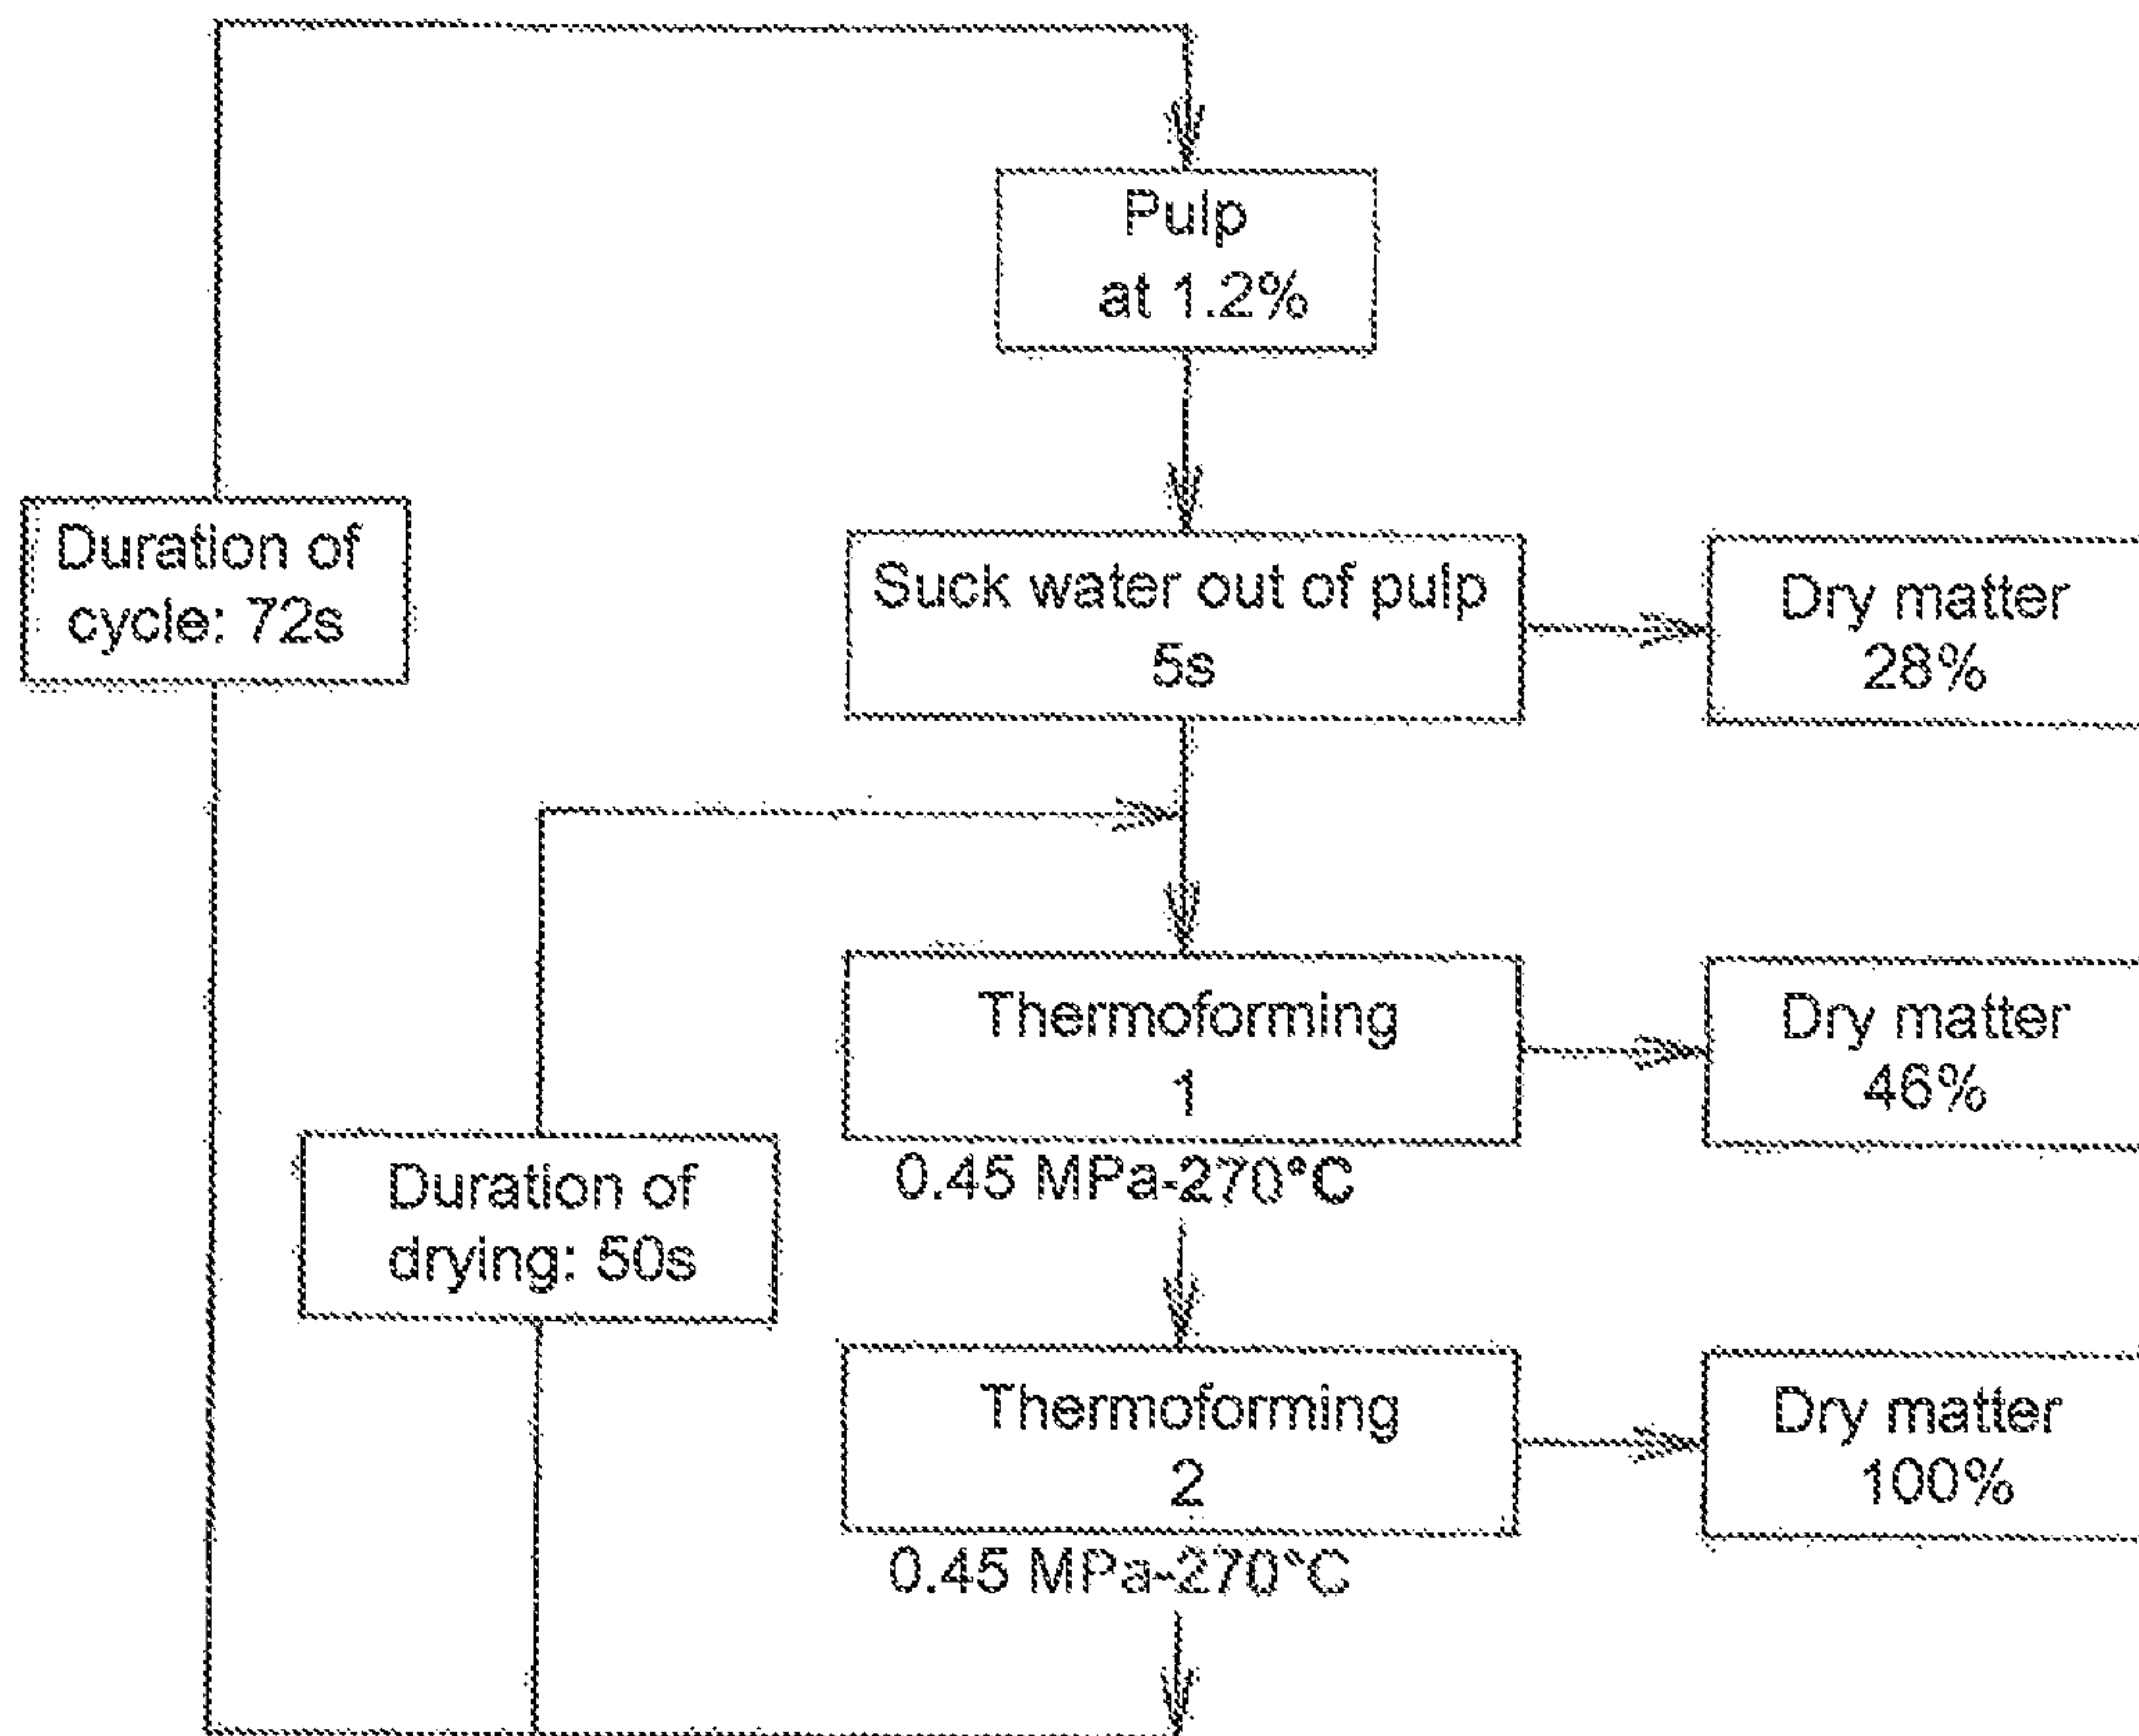 Pulp
at 1.2%
Duration of
cycle: 72s
Suck water out of pulp
5s
Dry matter
28%
Thermoforming
1
0.45 MPa-270°C
Dry matter
46%
Duration of
drying: 50s
Thermoforming
2
0.45 MPa-270°C
Dry matter
100%